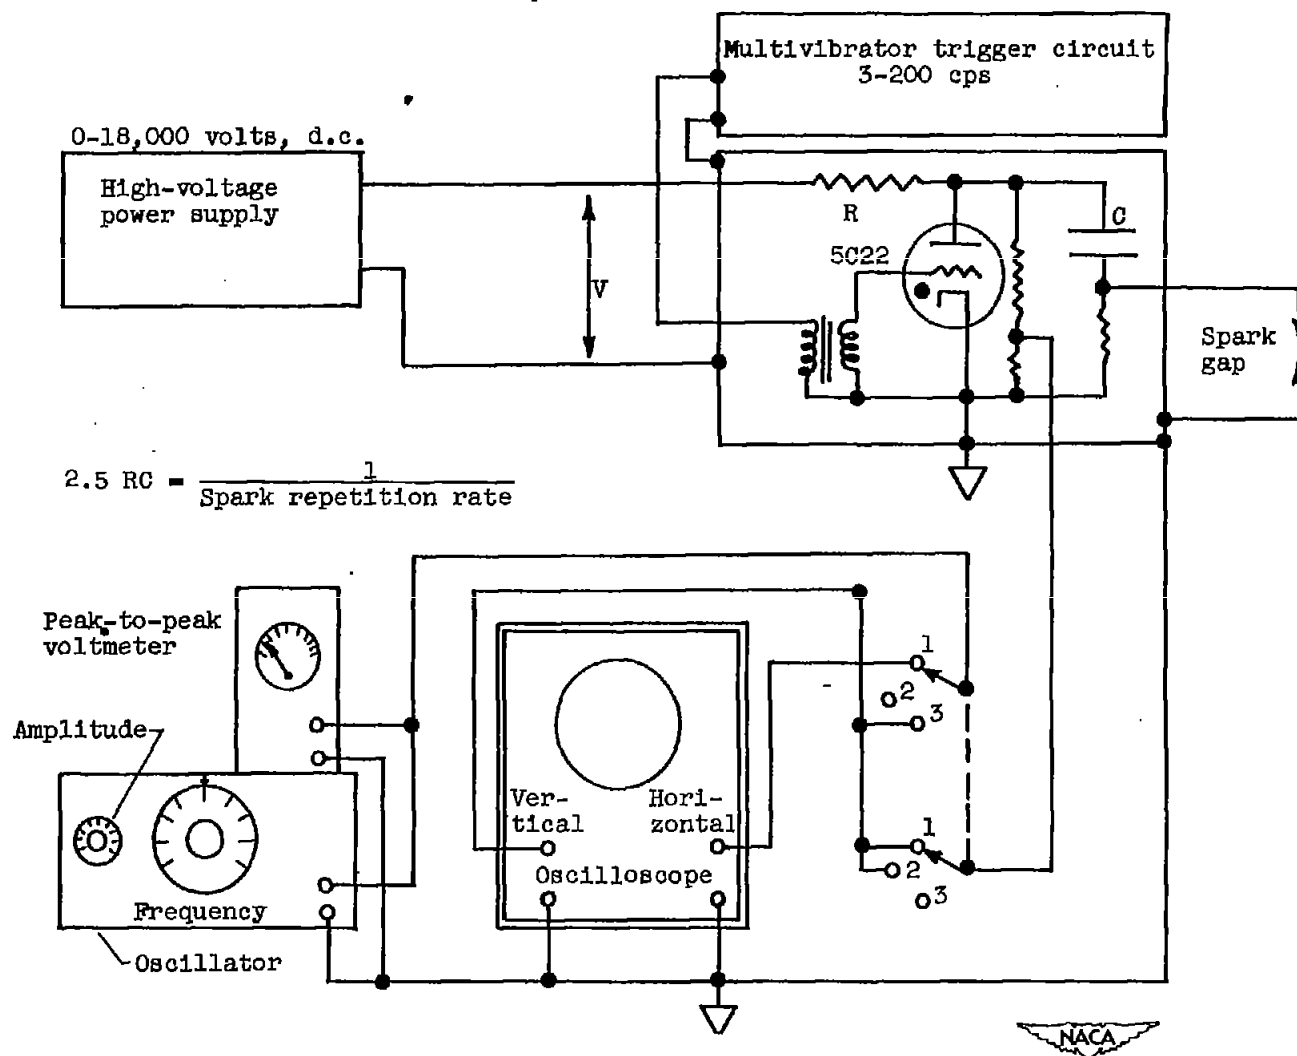 Multivibrator trigger circuit
3-200 cps
0-18,000 volts, d.c.
High-voltage
power supply
R
C
5C22
V
Spark
gap
2.5 RC = 1
Spark repetition rate
Peak-to-peak
voltmeter
1
2
3
Amplitude
Ver-
tical
Hori-
zontal
1
2
3
Oscilloscope
Frequency
Oscillator
NACA